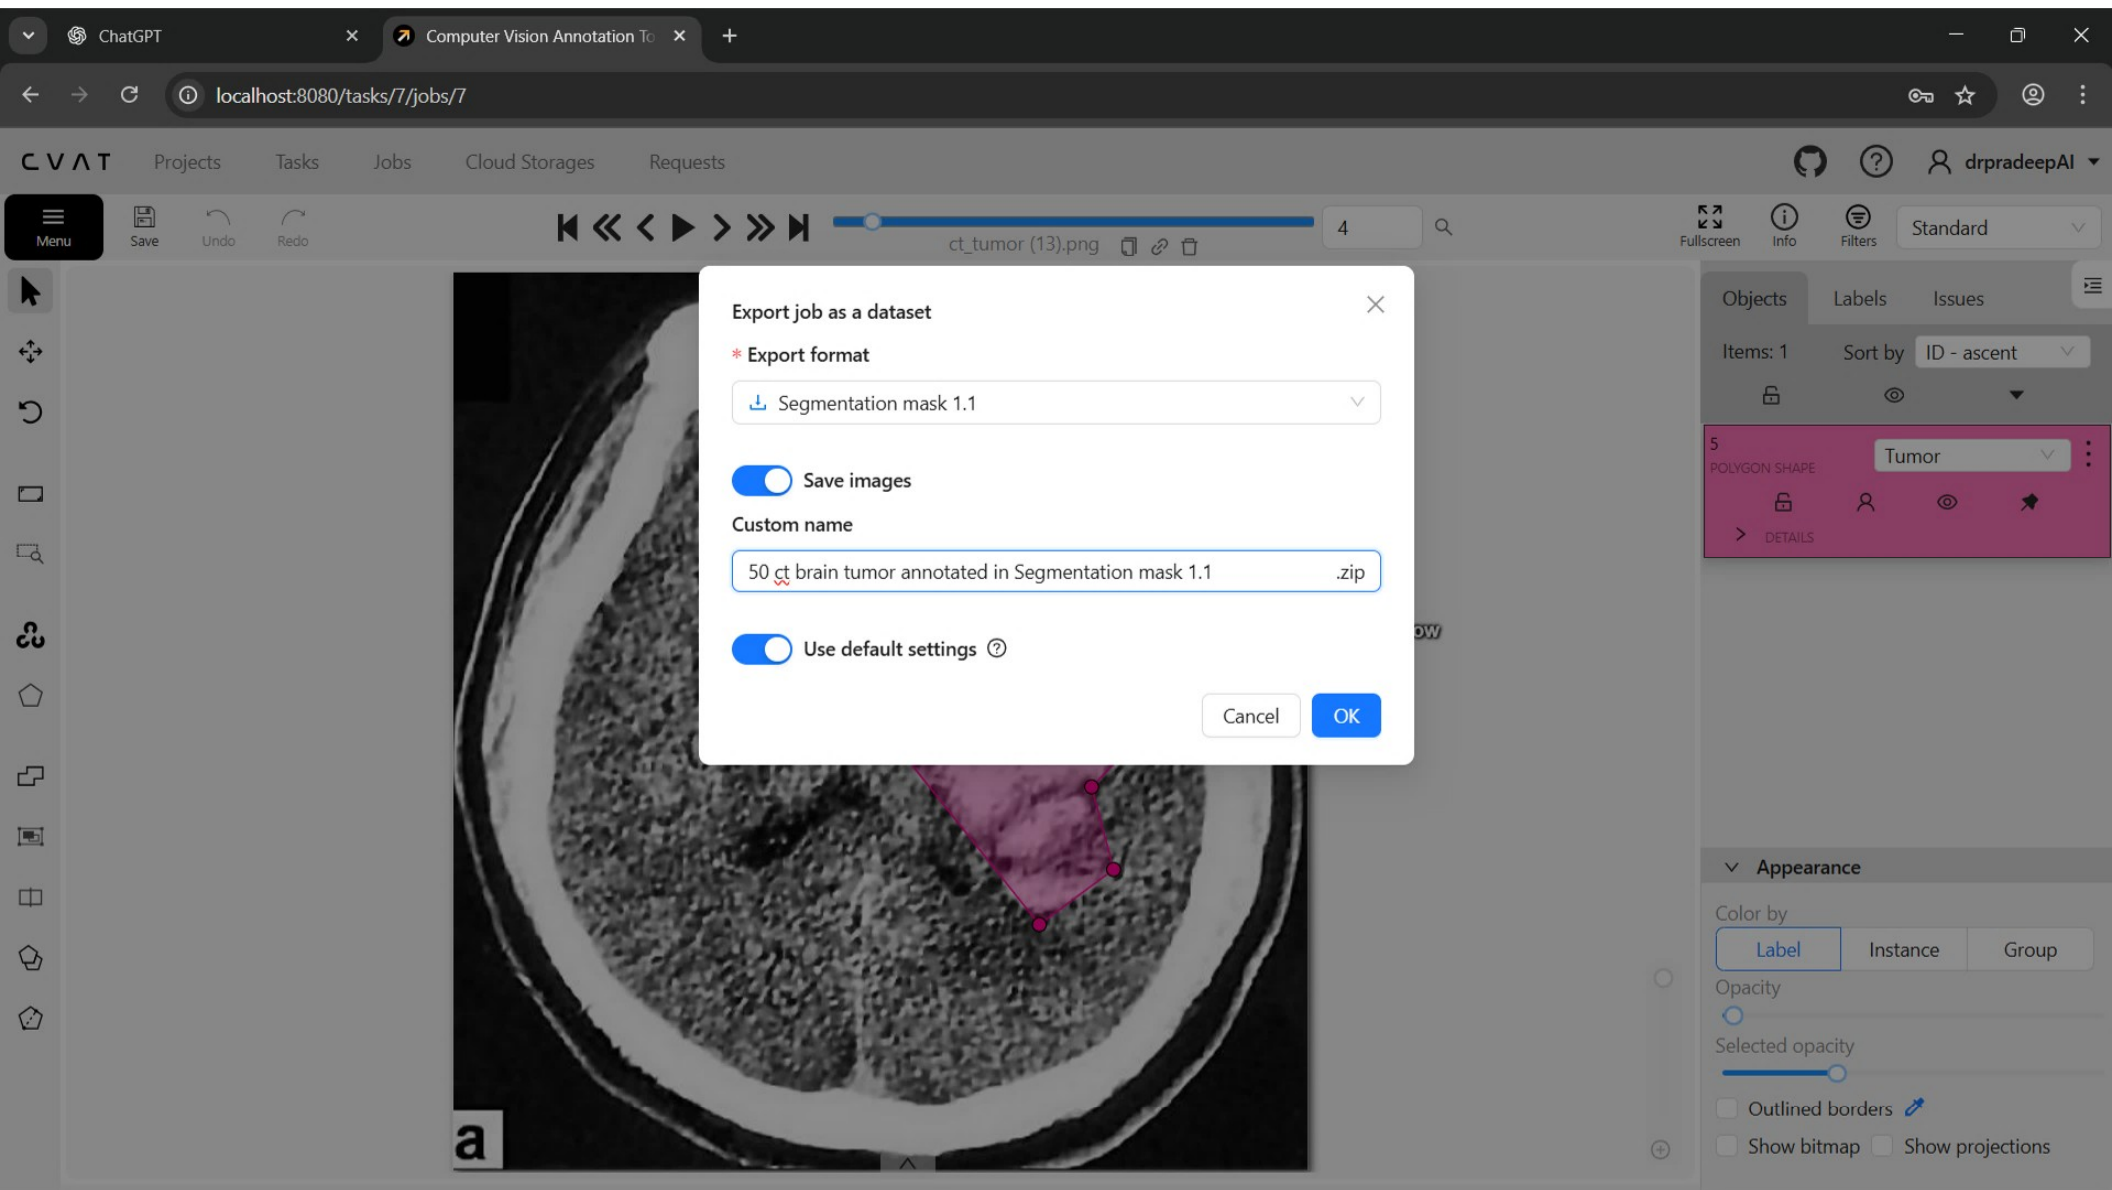 ChatGPT
Computer Vision Annotation To
localhost:8080/tasks/7/jobs/7
CVAT Projects Tasks Jobs Cloud Storages Requests drpradeepAI
Menu Save Undo Redo
ct_tumor (13).png
4
Fullscreen Info Filters Standard
Export job as a dataset
* Export format
Segmentation mask 1.1
Save images
Custom name
50 ct brain tumor annotated in Segmentation mask 1.1 .zip
Use default settings
Cancel OK
ow
a
Objects Labels Issues
Items: 1 Sort by ID - ascent
5
POLYGON SHAPE
Tumor
DETAILS
Appearance
Color by
Label Instance Group
Opacity
Selected opacity
Outlined borders
Show bitmap Show projections